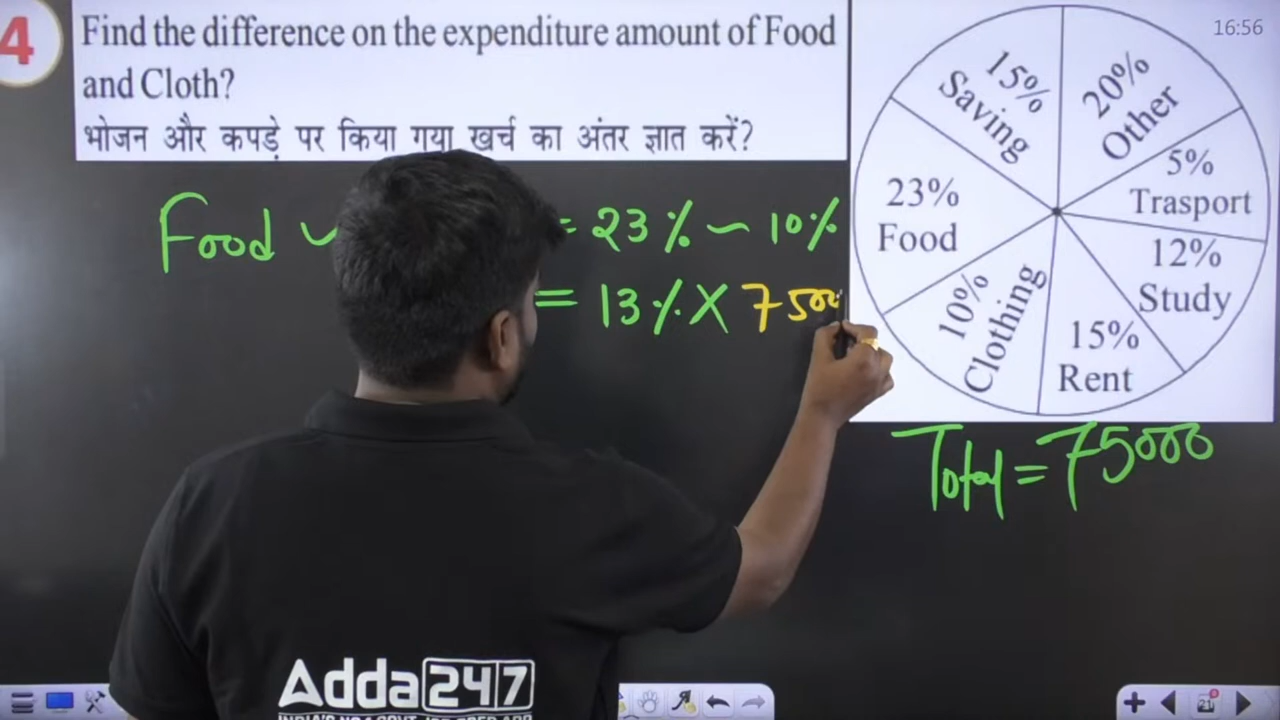 4
Find the difference on the expenditure amount of Food
and Cloth?
भोजन और कपड़े पर किया गया खर्च का अंतर ज्ञात करें?
16:56
15%
Saving
20%
Other
5%
Trasport
23%
Food
12%
Study
10%
Clothing
15%
Rent
Food = 23% ~ 10%
= 13% X 7500
Total = 75000
Adda247
21